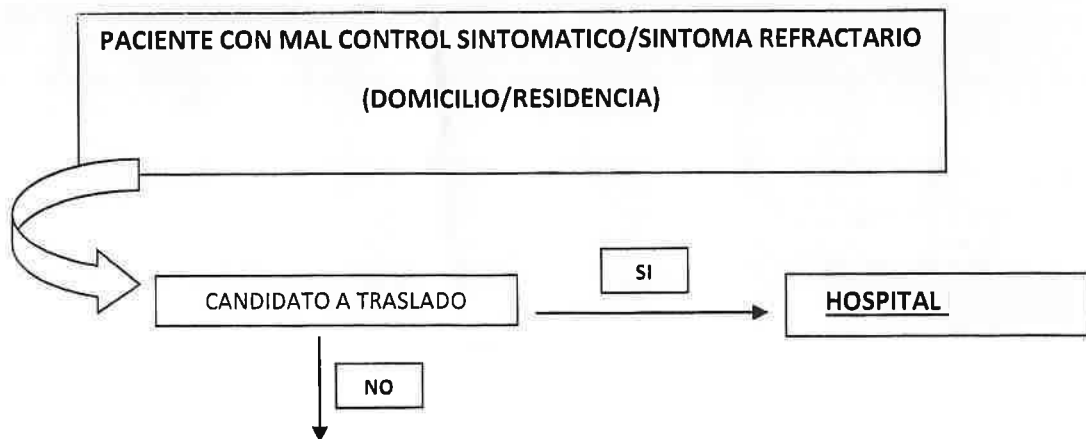 PACIENTE CON MAL CONTROL SINTOMATICO/SINTOMA REFRACTARIO
(DOMICILIO/RESIDENCIA)
SI
CANDIDATO A TRASLADO
HOSPITAL
NO